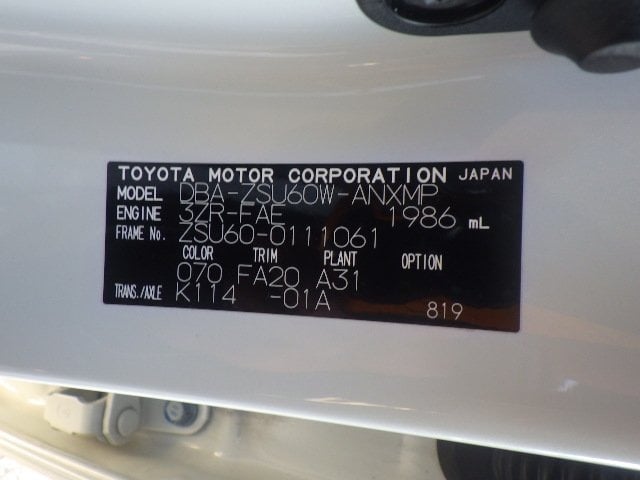 TOYOTA MOTOR CORPORATION JAPAN
MODEL DBA-ZSU60W-ANXMP
ENGINE 3ZR-FAE 1986 mL
FRAME No. ZSU60-0111061
COLOR TRIM PLANT OPTION
070 FA20 A31
TRANS./AXLE K114 -01A
819